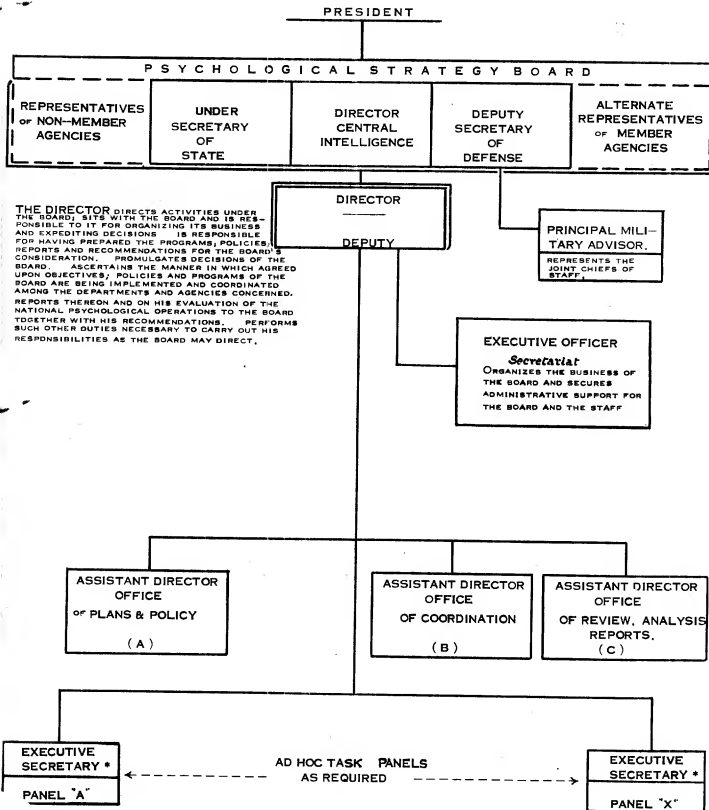 PRESIDENT
PSYCHOLOGICAL STRATEGY BOARD
REPRESENTATIVES
OF NON-MEMBER
AGENCIES
UNDER
SECRETARY
OF
STATE
DIRECTOR
CENTRAL
INTELLIGENCE
DEPUTY
SECRETARY
OF
DEFENSE
ALTERNATE
REPRESENTATIVES
OF MEMBER
AGENCIES
DIRECTOR
DEPUTY
THE DIRECTOR DIRECTS ACTIVITIES UNDER
THE BOARD; SITS WITH THE BOARD AND IS RES-
PONSIBLE TO IT FOR ORGANIZING ITS BUSINESS
AND EXPEDITING DECISIONS IS RESPONSIBLE
FOR HAVING PREPARED THE PROGRAMS, POLICIES,
REPORTS AND RECOMMENDATIONS FOR THE BOARD'S
CONSIDERATION. PROMULGATES DECISIONS OF THE
BOARD. ASCERTAINS THE MANNER IN WHICH AGREED
UPON OBJECTIVES, POLICIES AND PROGRAMS OF THE
BOARD ARE BEING IMPLEMENTED AND COORDINATED
AMONG THE DEPARTMENTS AND AGENCIES CONCERNED.
REPORTS THEREON AND ON HIS EVALUATION OF THE
NATIONAL PSYCHOLOGICAL OPERATIONS TO THE BOARD
TOGETHER WITH HIS RECOMMENDATIONS. PERFORMS
SUCH OTHER DUTIES NECESSARY TO CARRY OUT HIS
RESPONSIBILITIES AS THE BOARD MAY DIRECT.
PRINCIPAL MILI-
TARY ADVISOR.
REPRESENTS THE
JOINT CHIEFS OF
STAFF.
EXECUTIVE OFFICER
Secretariat
ORGANIZES THE BUSINESS OF
THE BOARD AND SECURES
ADMINISTRATIVE SUPPORT FOR
THE BOARD AND THE STAFF
ASSISTANT DIRECTOR
OFFICE
OF PLANS & POLICY
(A)
ASSISTANT DIRECTOR
OFFICE
OF COORDINATION
(B)
ASSISTANT DIRECTOR
OFFICE
OF REVIEW, ANALYSIS
REPORTS.
(C)
EXECUTIVE
SECRETARY *
PANEL "A"
AD HOC TASK PANELS
AS REQUIRED
EXECUTIVE
SECRETARY *
PANEL "X"